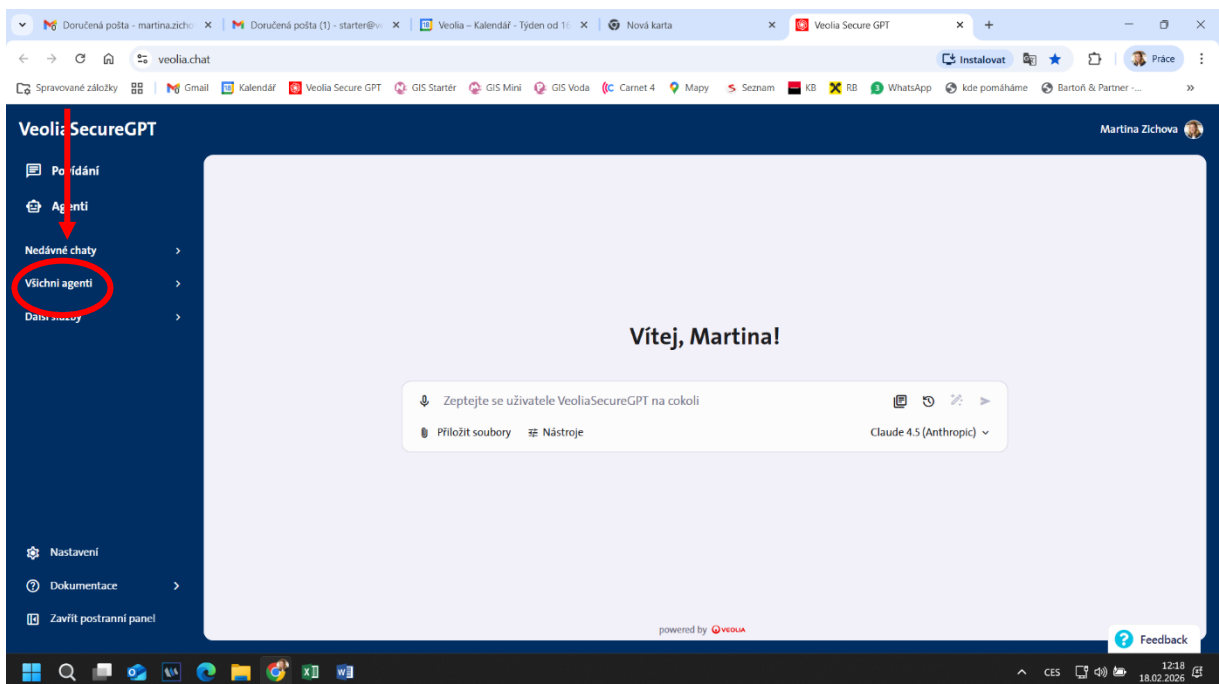 Doručená pošta - martina.zicho
Doručená pošta (1) - starter@ve
Veolia – Kalendář - Týden od 16
Nová karta
Veolia Secure GPT
veolia.chat
Instalovat
Práce
Spravované záložky
Gmail
Kalendář
Veolia Secure GPT
GIS Startér
GIS Mini
GIS Voda
Carnet 4
Mapy
Seznam
KB
RB
WhatsApp
kde pomáháme
Bartoň & Partner -...
VeoliaSecureGPT
Martina Zichova
Povídání
Agenti
Nedávné chaty
Všichni agenti
Další služby
Vítej, Martina!
Zeptejte se uživatele VeoliaSecureGPT na cokoli
Přiložit soubory
Nástroje
Claude 4.5 (Anthropic)
Nastavení
Dokumentace
Zavřít postranní panel
powered by VEOLIA
Feedback
CES
12:18
18.02.2026